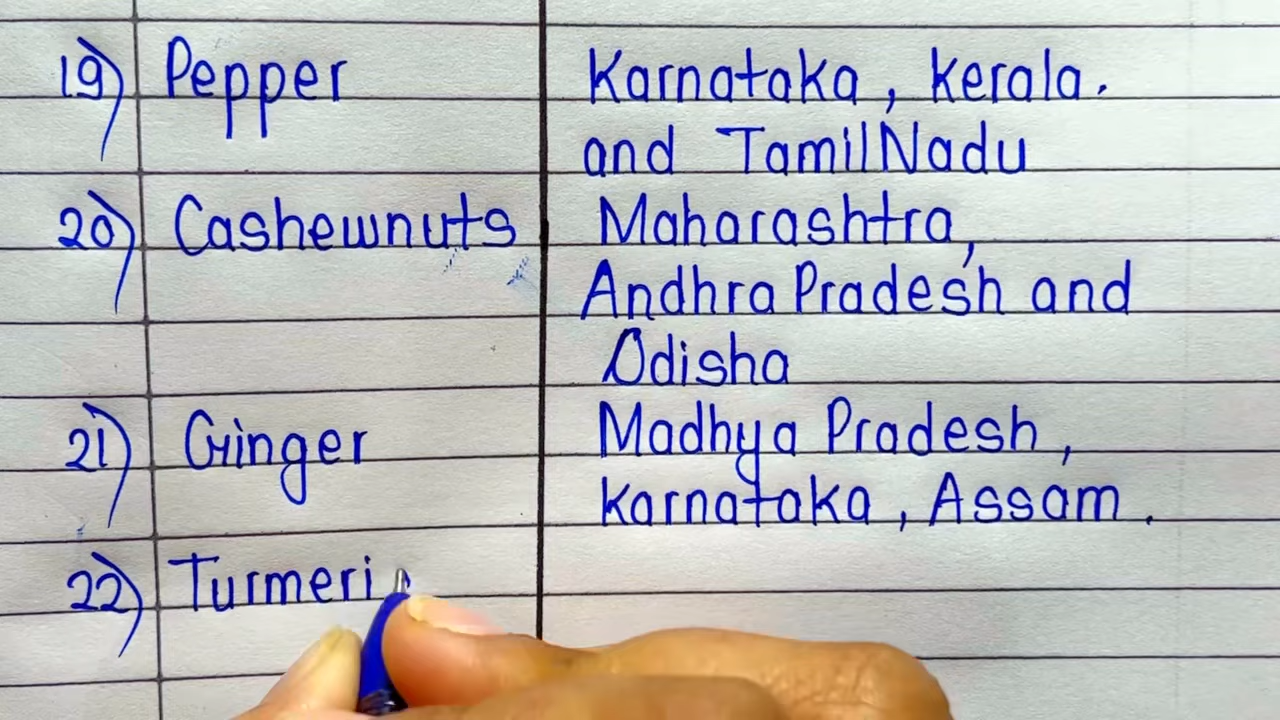 19) Pepper Karnataka, Kerala.
and TamilNadu
20) Cashewnuts Maharashtra,
Andhra Pradesh and
Odisha
21) Ginger Madhya Pradesh,
Karnataka, Assam.
22) Turmeri